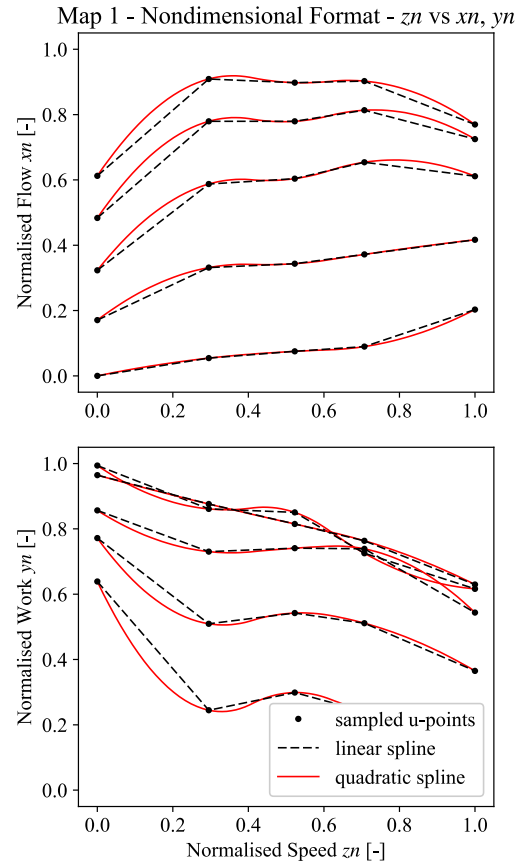 Map 1 - Nondimensional Format - zn vs xn, yn
Normalised Flow xn [-]
1.0
0.8
0.6
0.4
0.2
0.0
0.0 0.2 0.4 0.6 0.8 1.0
Normalised Work yn [-]
1.0
0.8
0.6
0.4
0.2
0.0
sampled u-points
linear spline
quadratic spline
0.0 0.2 0.4 0.6 0.8 1.0
Normalised Speed zn [-]